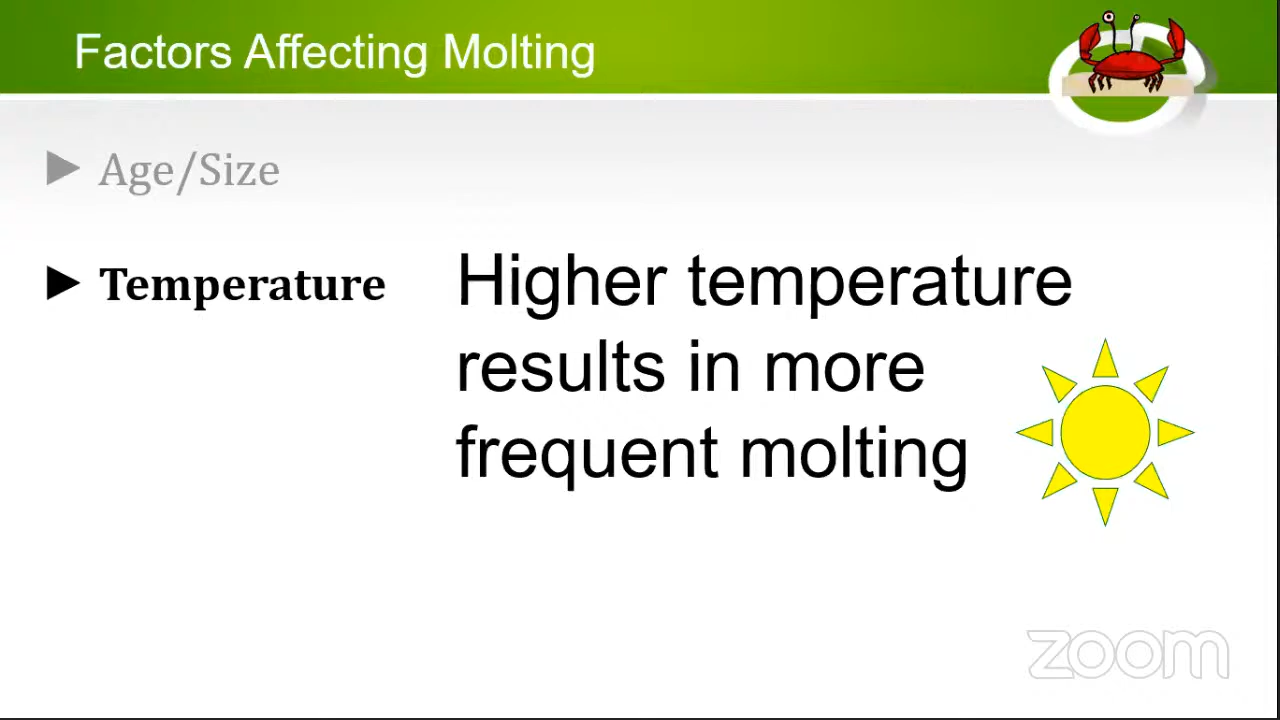 Factors Affecting Molting
Age/Size
Temperature
Higher temperature
results in more
frequent molting
zoom